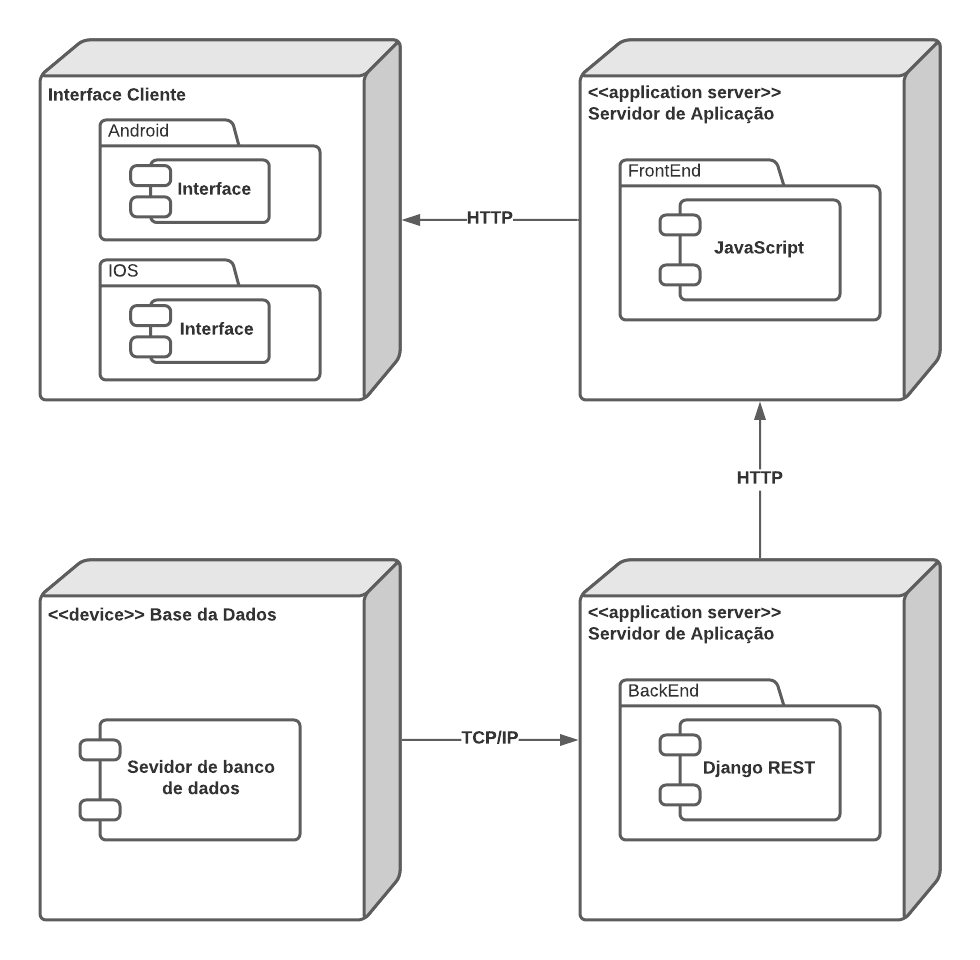 Interface Cliente
Android
Interface
IOS
Interface
HTTP
<<application server>>
Servidor de Aplicação
FrontEnd
JavaScript
HTTP
<<device>> Base da Dados
Sevidor de banco
de dados
TCP/IP
<<application server>>
Servidor de Aplicação
BackEnd
Django REST